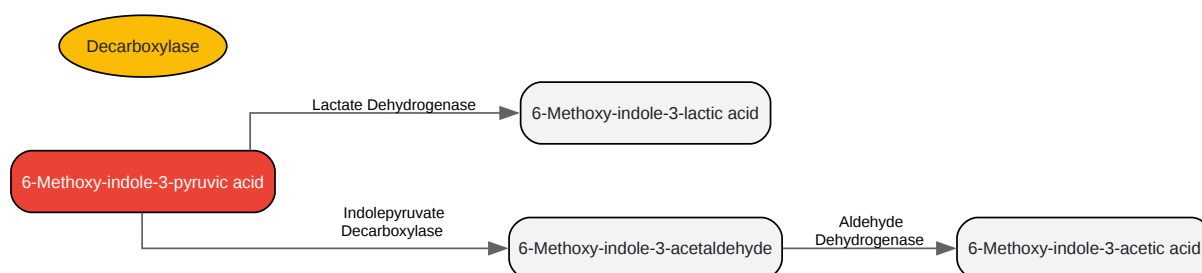 Decarboxylase
Lactate Dehydrogenase
6-Methoxy-indole-3-lactic acid
6-Methoxy-indole-3-pyruvic acid
Indolepyruvate
Decarboxylase
6-Methoxy-indole-3-acetaldehyde
Aldehyde
Dehydrogenase
6-Methoxy-indole-3-acetic acid